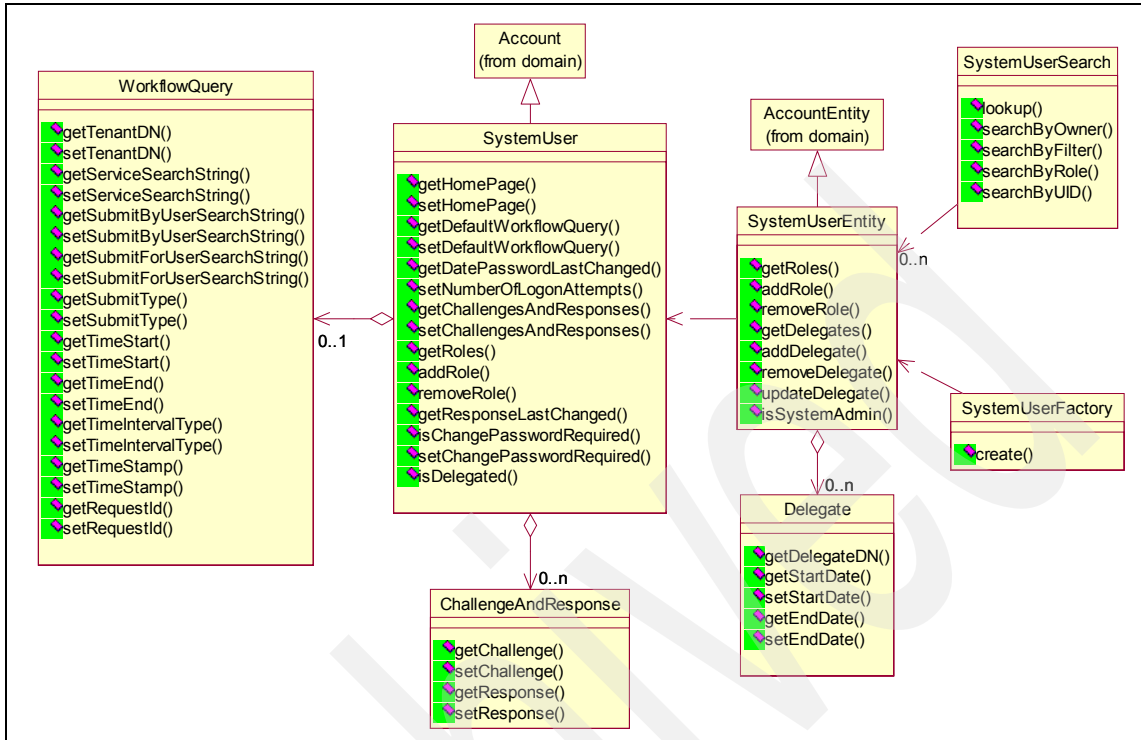 Account
(from domain)
WorkflowQuery
getTenantDN()
setTenantDN()
getServiceSearchString()
setServiceSearchString()
getSubmitByUserSearchString()
setSubmitByUserSearchString()
getSubmitForUserSearchString()
setSubmitForUserSearchString()
getSubmitType()
setSubmitType()
getTimeStart()
setTimeStart()
getTimeEnd()
setTimeEnd()
getTimeIntervalType()
setTimeIntervalType()
getTimeStamp()
setTimeStamp()
getRequestId()
setRequestId()
0..1
SystemUser
getHomePage()
setHomePage()
getDefaultWorkflowQuery()
setDefaultWorkflowQuery()
getDatePasswordLastChanged()
setNumberOfLogonAttempts()
getChallengesAndResponses()
setChallengesAndResponses()
getRoles()
addRole()
removeRole()
getResponseLastChanged()
isChangePasswordRequired()
setChangePasswordRequired()
isDelegated()
0..n
ChallengeAndResponse
getChallenge()
setChallenge()
getResponse()
setResponse()
AccountEntity
(from domain)
SystemUserEntity
getRoles()
addRole()
removeRole()
getDelegates()
addDelegate()
removeDelegate()
updateDelegate()
isSystemAdmin()
0..n
Delegate
getDelegateDN()
getStartDate()
setStartDate()
getEndDate()
setEndDate()
SystemUserSearch
lookup()
searchByOwner()
searchByFilter()
searchByRole()
searchByUID()
0..n
SystemUserFactory
create()